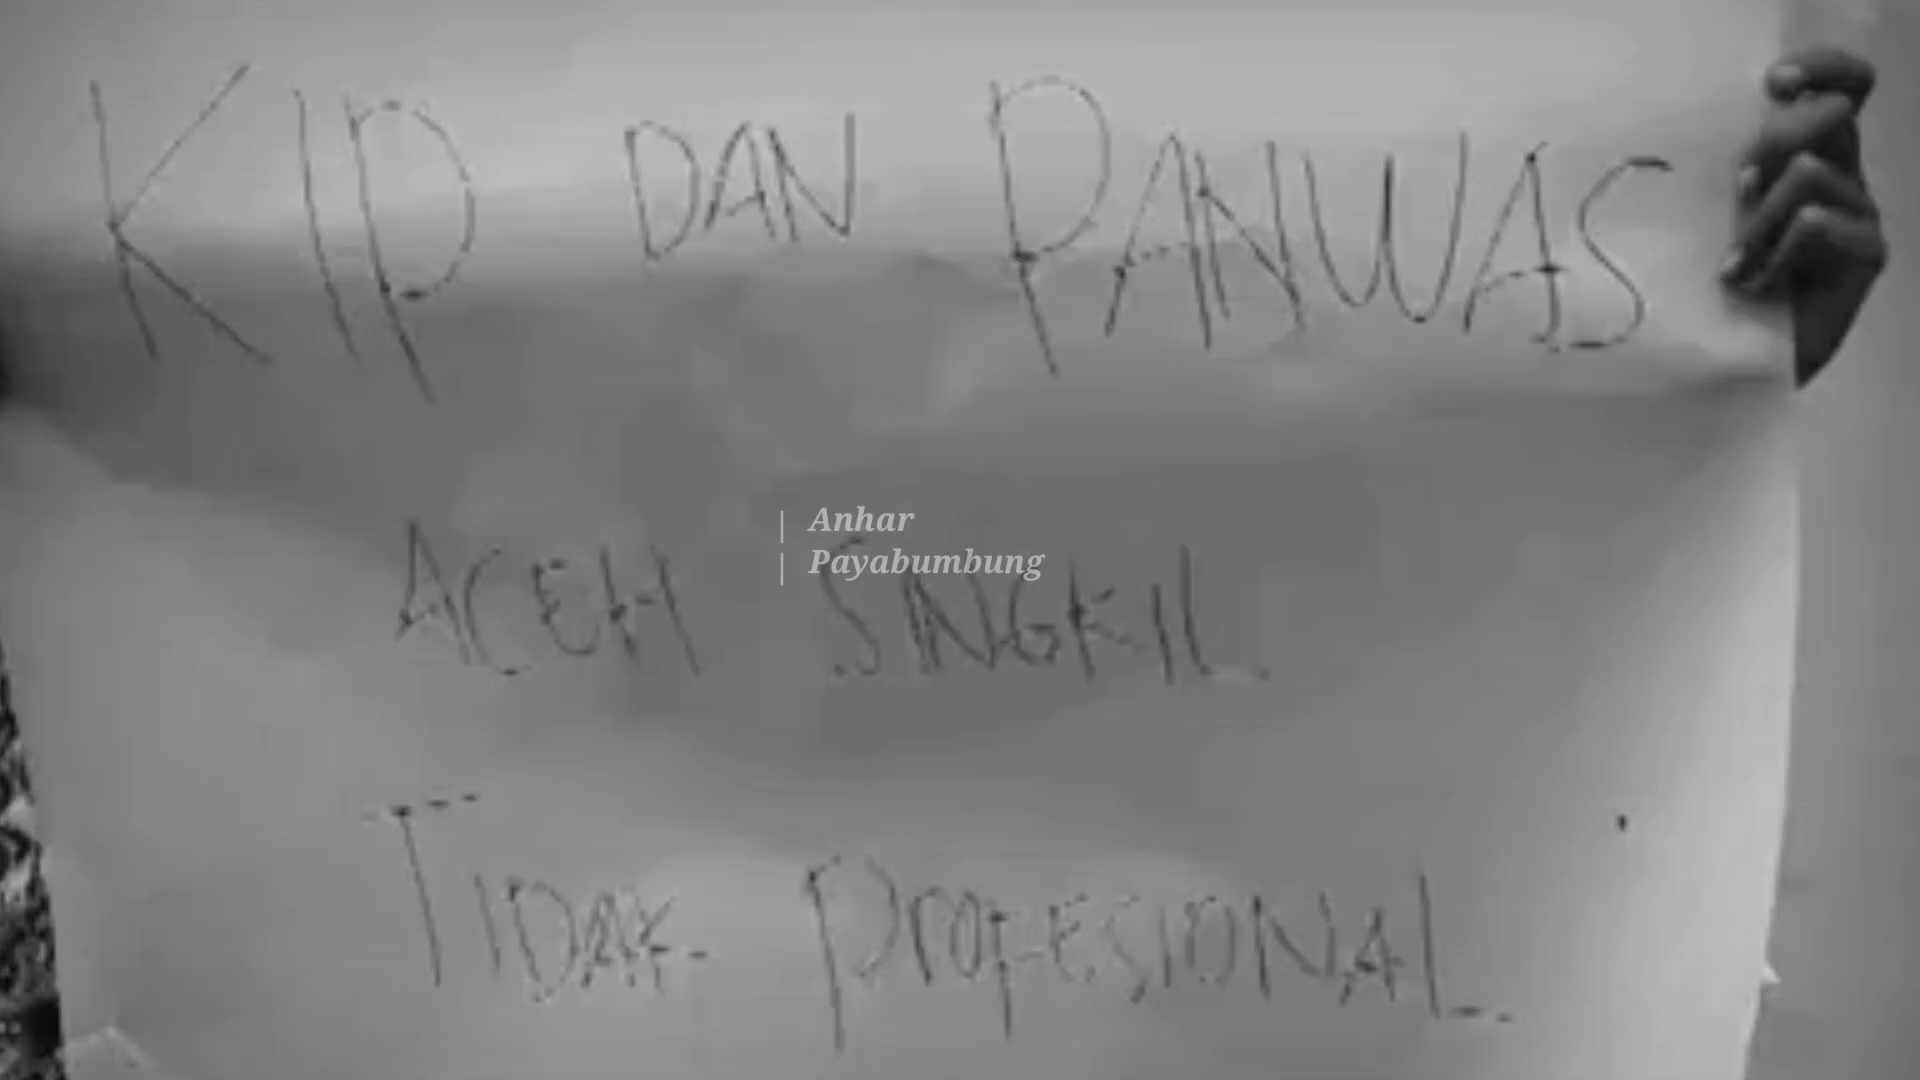 KIP DAN PANWAS
Anhar
Payabumbung
ACEH SINGKIL
TIDAK PROFESIONAL